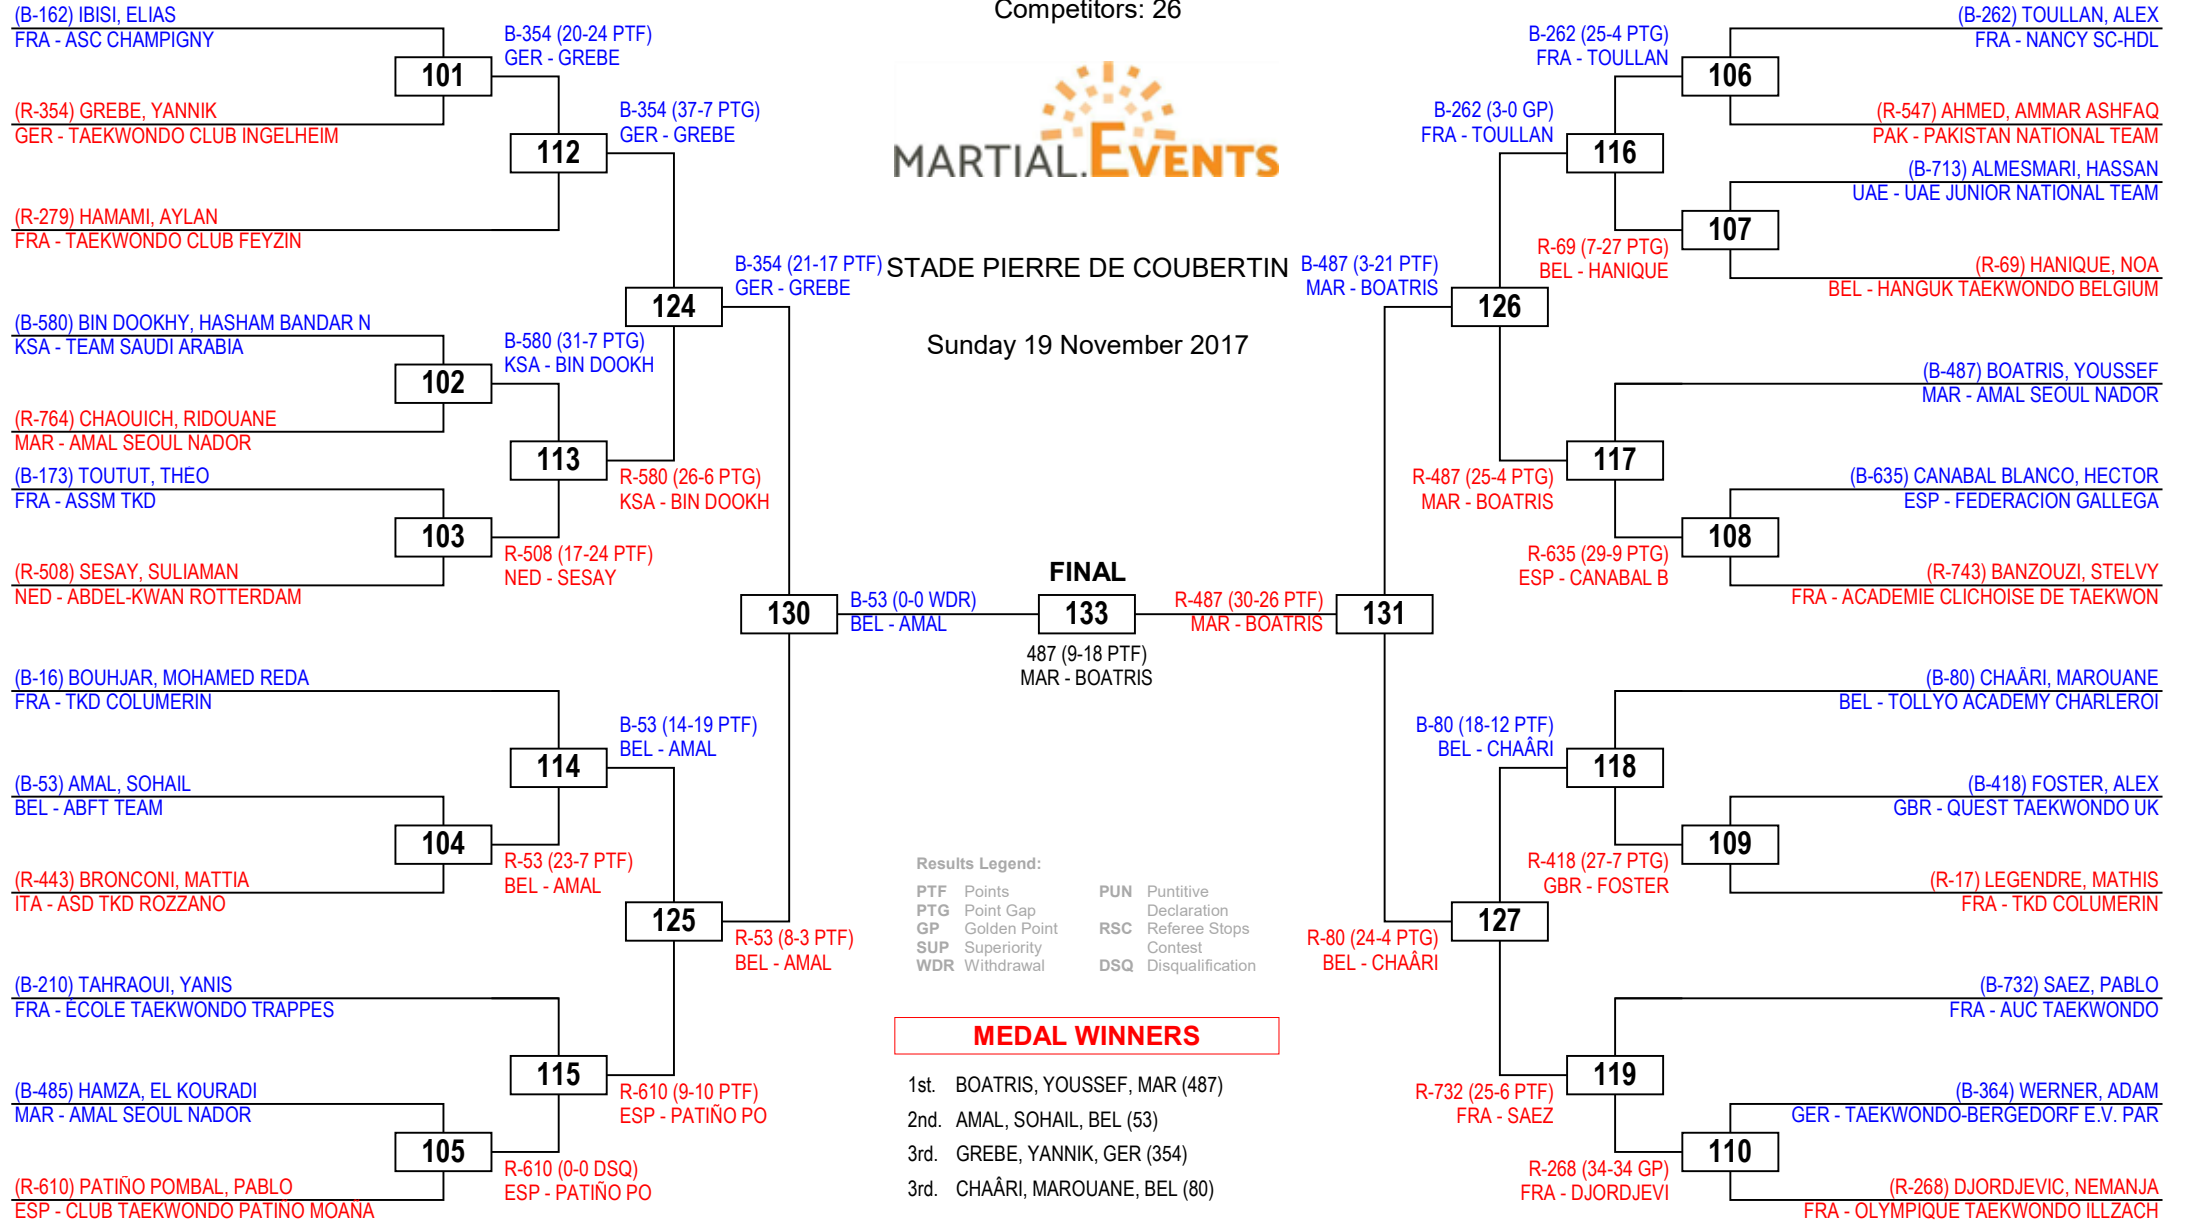 (B-162) IBISI, ELIAS
FRA - ASC CHAMPIGNY
101
(R-354) GREBE, YANNIK
GER - TAEKWONDO CLUB INGELHEIM
B-354 (20-24 PTF)
GER - GREBE
112
(R-279) HAMAMI, AYLAN
FRA - TAEKWONDO CLUB FEYZIN
B-354 (37-7 PTG)
GER - GREBE
124
(B-580) BIN DOOKHY, HASHAM BANDAR N
KSA - TEAM SAUDI ARABIA
102
(R-764) CHAOUICH, RIDOUANE
MAR - AMAL SEOUL NADOR
B-580 (31-7 PTG)
KSA - BIN DOOKH
113
(B-173) TOUTUT, THÉO
FRA - ASSM TKD
103
(R-508) SESAY, SULIAMAN
NED - ABDEL-KWAN ROTTERDAM
R-508 (17-24 PTF)
NED - SESAY
R-580 (26-6 PTG)
KSA - BIN DOOKH
B-354 (21-17 PTF)
GER - GREBE
130
(B-16) BOUHJAR, MOHAMED REDA
FRA - TKD COLUMERIN
114
(B-53) AMAL, SOHAIL
BEL - ABFT TEAM
104
(R-443) BRONCONI, MATTIA
ITA - ASD TKD ROZZANO
R-53 (23-7 PTF)
BEL - AMAL
B-53 (14-19 PTF)
BEL - AMAL
125
(B-210) TAHRAOUI, YANIS
FRA - ÉCOLE TAEKWONDO TRAPPES
115
(B-485) HAMZA, EL KOURADI
MAR - AMAL SEOUL NADOR
105
(R-610) PATIÑO POMBAL, PABLO
ESP - CLUB TAEKWONDO PATIÑO MOAÑA
R-610 (0-0 DSQ)
ESP - PATIÑO PO
R-610 (9-10 PTF)
ESP - PATIÑO PO
R-53 (8-3 PTF)
BEL - AMAL
B-53 (0-0 WDR)
BEL - AMAL
Competitors: 26
MARTIAL.EVENTS
STADE PIERRE DE COUBERTIN
Sunday 19 November 2017
FINAL
133
487 (9-18 PTF)
MAR - BOATRIS
Results Legend:
PTF Points
PTG Point Gap
GP Golden Point
SUP Superiority
WDR Withdrawal
PUN Puntitive
Declaration
RSC Referee Stops
Contest
DSQ Disqualification
MEDAL WINNERS
1st. BOATRIS, YOUSSEF, MAR (487)
2nd. AMAL, SOHAIL, BEL (53)
3rd. GREBE, YANNIK, GER (354)
3rd. CHAÂRI, MAROUANE, BEL (80)
R-487 (30-26 PTF)
MAR - BOATRIS
131
B-487 (3-21 PTF)
MAR - BOATRIS
126
B-262 (3-0 GP)
FRA - TOULLAN
116
B-262 (25-4 PTG)
FRA - TOULLAN
(B-262) TOULLAN, ALEX
FRA - NANCY SC-HDL
106
(R-547) AHMED, AMMAR ASHFAQ
PAK - PAKISTAN NATIONAL TEAM
(B-713) ALMESMARI, HASSAN
UAE - UAE JUNIOR NATIONAL TEAM
107
R-69 (7-27 PTG)
BEL - HANIQUE
(R-69) HANIQUE, NOA
BEL - HANGUK TAEKWONDO BELGIUM
(B-487) BOATRIS, YOUSSEF
MAR - AMAL SEOUL NADOR
117
R-487 (25-4 PTG)
MAR - BOATRIS
(B-635) CANABAL BLANCO, HECTOR
ESP - FEDERACION GALLEGA
108
R-635 (29-9 PTG)
ESP - CANABAL B
(R-743) BANZOUZI, STELVY
FRA - ACADEMIE CLICHOISE DE TAEKWON
(B-80) CHAÂRI, MAROUANE
BEL - TOLLYO ACADEMY CHARLEROI
B-80 (18-12 PTF)
BEL - CHAÂRI
118
(B-418) FOSTER, ALEX
GBR - QUEST TAEKWONDO UK
109
R-418 (27-7 PTG)
GBR - FOSTER
(R-17) LEGENDRE, MATHIS
FRA - TKD COLUMERIN
127
R-80 (24-4 PTG)
BEL - CHAÂRI
(B-732) SAEZ, PABLO
FRA - AUC TAEKWONDO
119
R-732 (25-6 PTF)
FRA - SAEZ
(B-364) WERNER, ADAM
GER - TAEKWONDO-BERGEDORF E.V. PAR
110
R-268 (34-34 GP)
FRA - DJORDJEVI
(R-268) DJORDJEVIC, NEMANJA
FRA - OLYMPIQUE TAEKWONDO ILLZACH